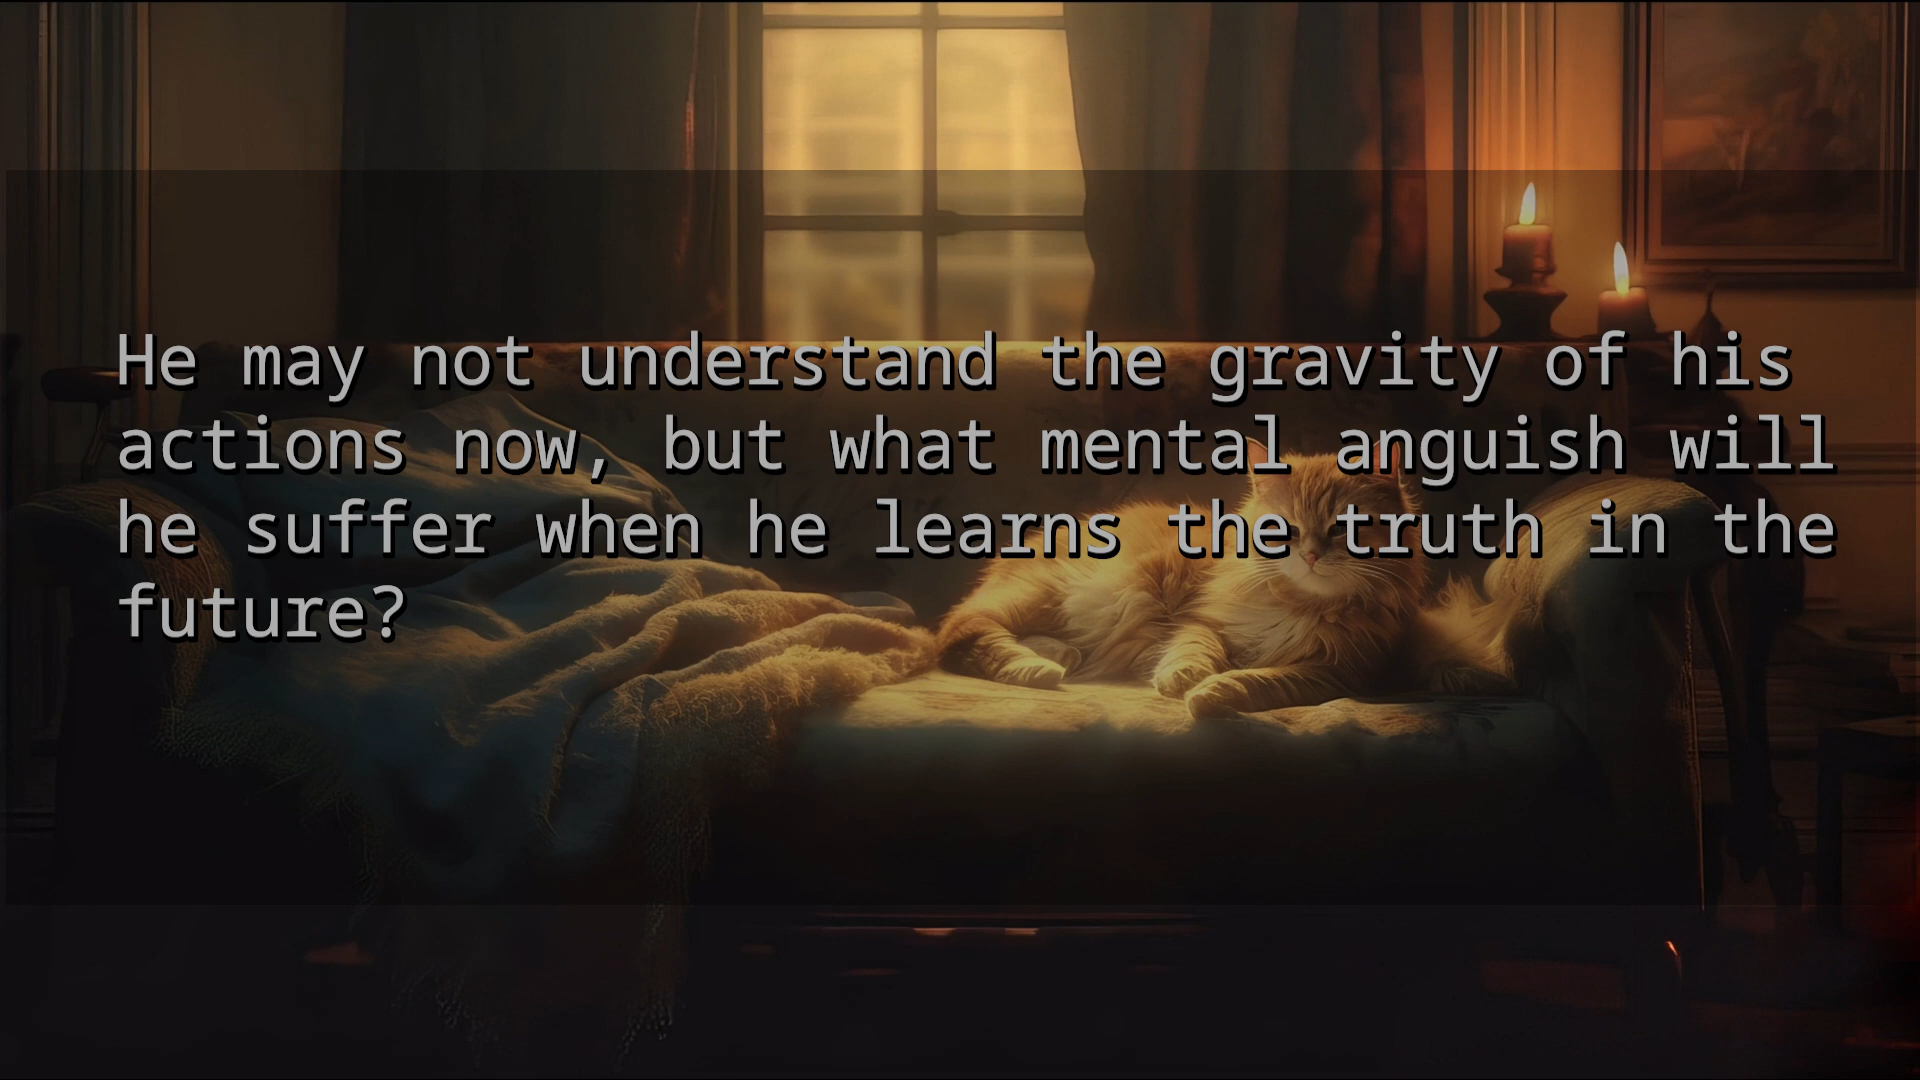 He may not understand the gravity of his
actions now, but what mental anguish will
he suffer when he learns the truth in the
future?